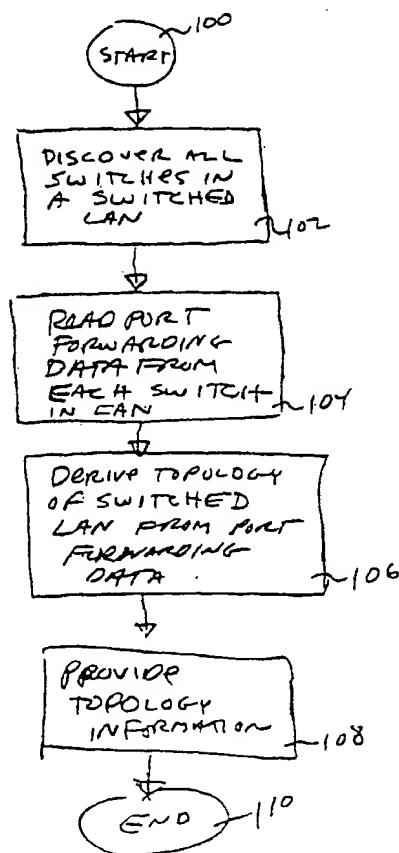 100
START
DISCOVER ALL
SWITCHES IN
A SWITCHED
LAN
102
READ PORT
FORWARDING
DATA FROM
EACH SWITCH
IN LAN
104
DERIVE TOPOLOGY
OF SWITCHED
LAN FROM PORT
FORWARDING
DATA.
106
PROVIDE
TOPOLOGY
INFORMATION
108
END
110